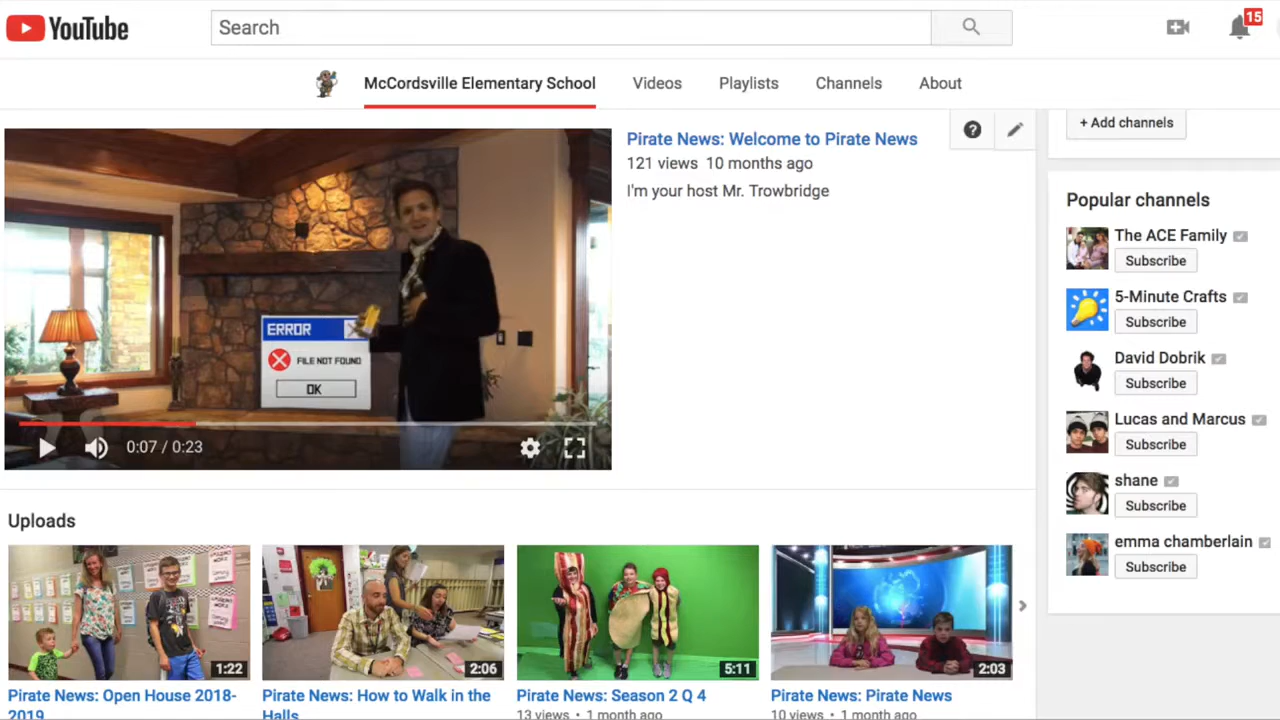 YouTube
Search
15
McCordsville Elementary School
Videos
Playlists
Channels
About
+ Add channels
Pirate News: Welcome to Pirate News
121 views 10 months ago
I'm your host Mr. Trowbridge
ERROR
FILE NOT FOUND
OK
0:07 / 0:23
Popular channels
The ACE Family
Subscribe
5-Minute Crafts
Subscribe
David Dobrik
Subscribe
Lucas and Marcus
Subscribe
shane
Subscribe
emma chamberlain
Subscribe
Uploads
1:22
2:06
5:11
2:03
Pirate News: Open House 2018-
2019
Pirate News: How to Walk in the
Halls
Pirate News: Season 2 Q 4
13 views • 1 month ago
Pirate News: Pirate News
10 views • 1 month ago